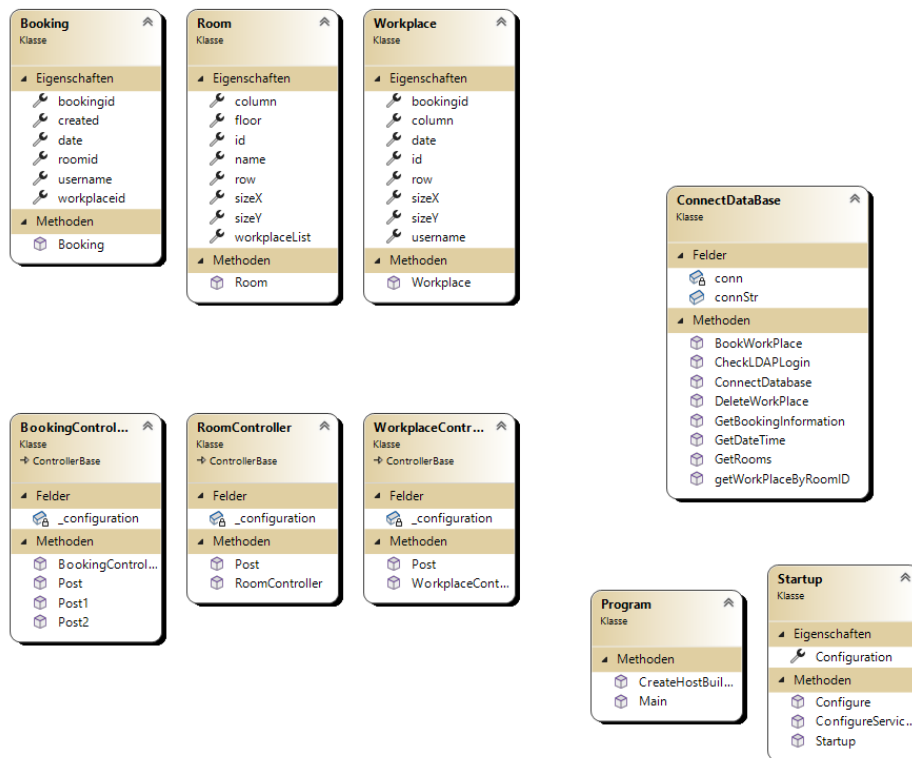 Booking
Klasse
Eigenschaften
bookingid
created
date
roomid
username
workplaceid
Methoden
Booking
Room
Klasse
Eigenschaften
column
floor
id
name
row
sizeX
sizeY
workplaceList
Methoden
Room
Workplace
Klasse
Eigenschaften
bookingid
column
date
id
row
sizeX
sizeY
username
Methoden
Workplace
ConnectDataBase
Klasse
Felder
conn
connStr
Methoden
BookWorkPlace
CheckLDAPLogin
ConnectDatabase
DeleteWorkPlace
GetBookingInformation
GetDateTime
GetRooms
getWorkPlaceByRoomID
BookingControl...
Klasse
ControllerBase
Felder
_configuration
Methoden
BookingControl...
Post
Post1
Post2
RoomController
Klasse
ControllerBase
Felder
_configuration
Methoden
Post
RoomController
WorkplaceContr...
Klasse
ControllerBase
Felder
_configuration
Methoden
Post
WorkplaceCont...
Program
Klasse
Methoden
CreateHostBuil...
Main
Startup
Klasse
Eigenschaften
Configuration
Methoden
Configure
ConfigureServic...
Startup